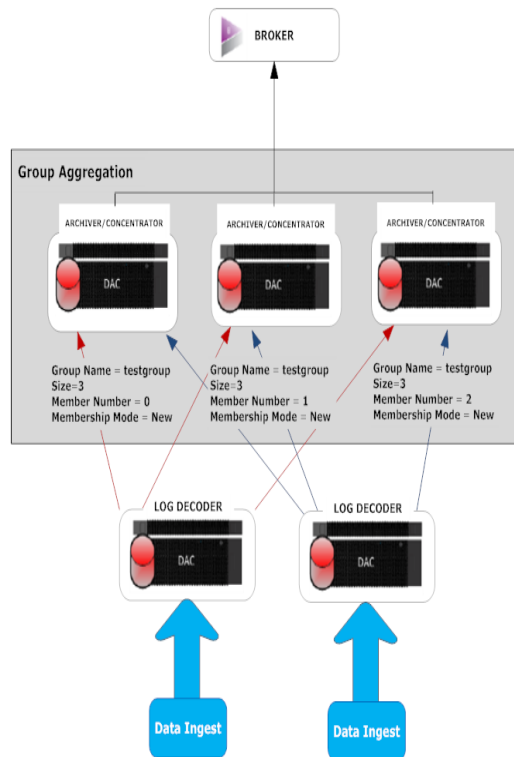 BROKER
Group Aggregation
ARCHIVER/CONCENTRATOR
ARCHIVER/CONCENTRATOR
ARCHIVER/CONCENTRATOR
DAC
DAC
DAC
Group Name = testgroup
Size=3
Member Number = 0
Membership Mode = New
Group Name = testgroup
Size=3
Member Number = 1
Membership Mode = New
Group Name = testgroup
Size=3
Member Number = 2
Membership Mode = New
LOG DECODER
LOG DECODER
DAC
DAC
Data Ingest
Data Ingest